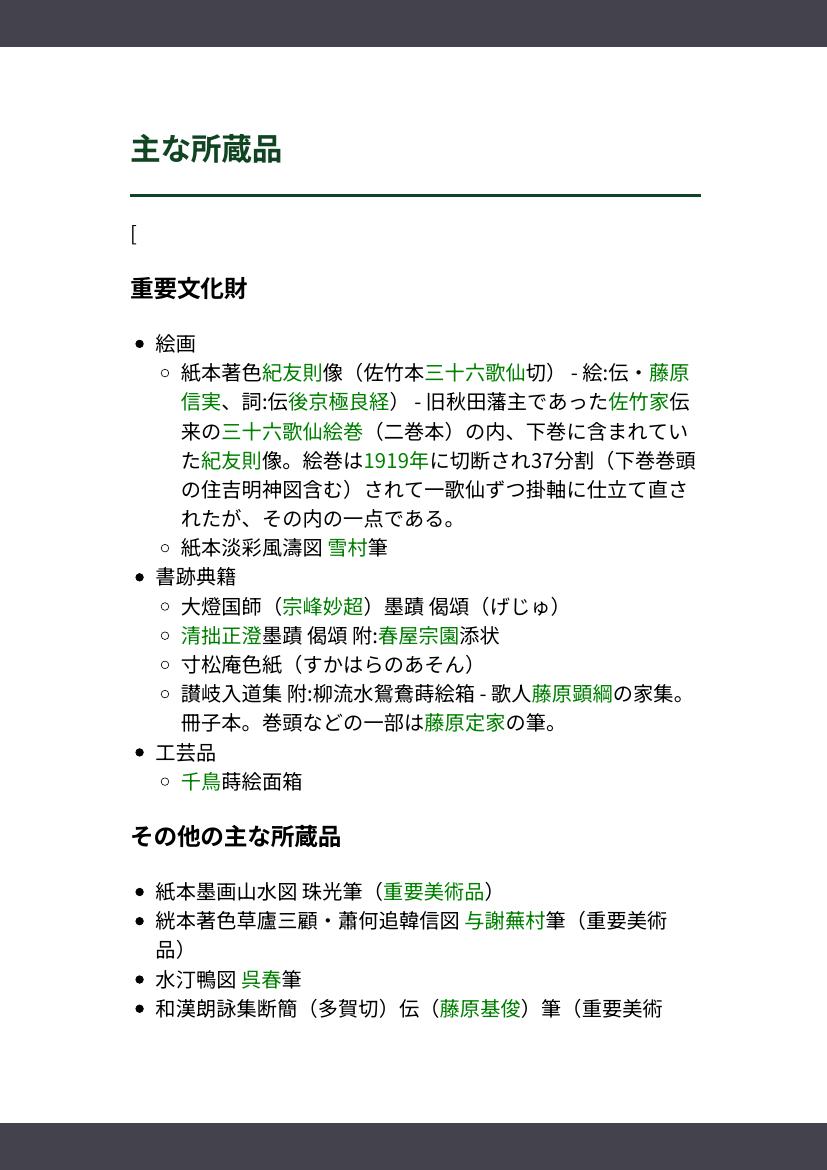 主な所蔵品
[
重要文化財
絵画
紙本著色紀友則像（佐竹本三十六歌仙切） - 絵:伝・藤原
信実、詞:伝後京極良経） - 旧秋田藩主であった佐竹家伝
来の三十六歌仙絵巻（二巻本）の内、下巻に含まれてい
た紀友則像。絵巻は1919年に切断され37分割（下巻巻頭
の住吉明神図含む）されて一歌仙ずつ掛軸に仕立て直さ
れたが、その内の一点である。
紙本淡彩風濤図 雪村筆
書跡典籍
大燈国師（宗峰妙超）墨蹟 偈頌（げじゅ）
清拙正澄墨蹟 偈頌 附:春屋宗園添状
寸松庵色紙（すかはらのあそん）
讃岐入道集 附:柳流水鴛鴦蒔絵箱 - 歌人藤原顕綱の家集。
冊子本。巻頭などの一部は藤原定家の筆。
工芸品
千鳥蒔絵面箱
その他の主な所蔵品
紙本墨画山水図 珠光筆（重要美術品）
絖本著色草廬三顧・蕭何追韓信図 与謝蕪村筆（重要美術
品）
水汀鴨図 呉春筆
和漢朗詠集断簡（多賀切）伝（藤原基俊）筆（重要美術